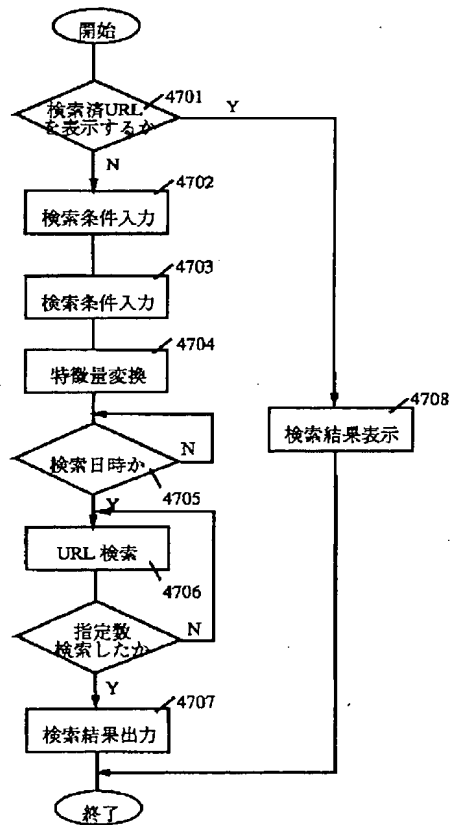 開始
検索済URL
を表示するか
4701
Y
N
4702
検索条件入力
4703
検索条件入力
4704
特徴量変換
4708
検索結果表示
検索日時か
N
4705
Y
URL 検索
4706
指定数
検索したか
N
Y
4707
検索結果出力
終了